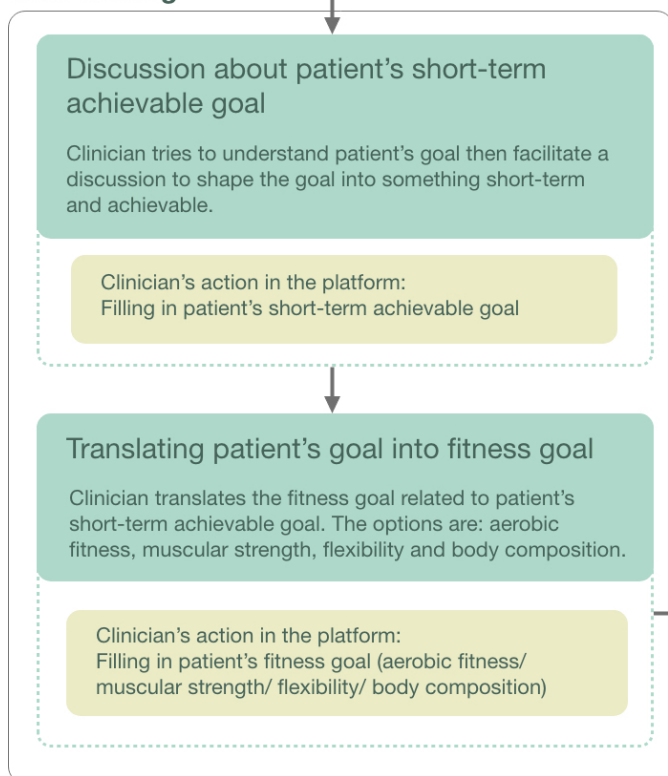 Discussion about patient's short-term
achievable goal
Clinician tries to understand patient's goal then facilitate a
discussion to shape the goal into something short-term
and achievable.
Clinician's action in the platform:
Filling in patient's short-term achievable goal
Translating patient's goal into fitness goal
Clinician translates the fitness goal related to patient's
short-term achievable goal. The options are: aerobic
fitness, muscular strength, flexibility and body composition.
Clinician's action in the platform:
Filling in patient's fitness goal (aerobic fitness/
muscular strength/ flexibility/ body composition)